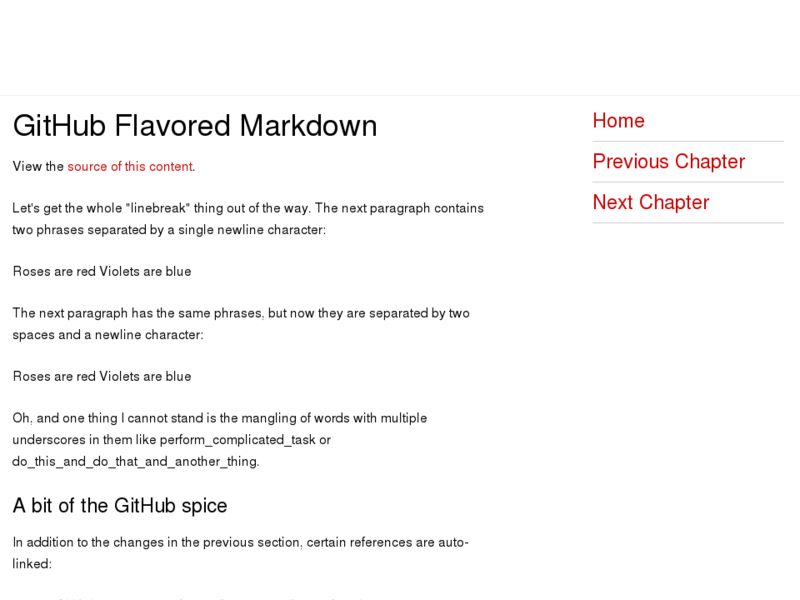 GitHub Flavored Markdown
View the source of this content.
Let's get the whole "linebreak" thing out of the way. The next paragraph contains
two phrases separated by a single newline character:
Roses are red Violets are blue
The next paragraph has the same phrases, but now they are separated by two
spaces and a newline character:
Roses are red Violets are blue
Oh, and one thing I cannot stand is the mangling of words with multiple
underscores in them like perform_complicated_task or
do_this_and_do_that_and_another_thing.
A bit of the GitHub spice
In addition to the changes in the previous section, certain references are auto-
linked:
Home
Previous Chapter
Next Chapter